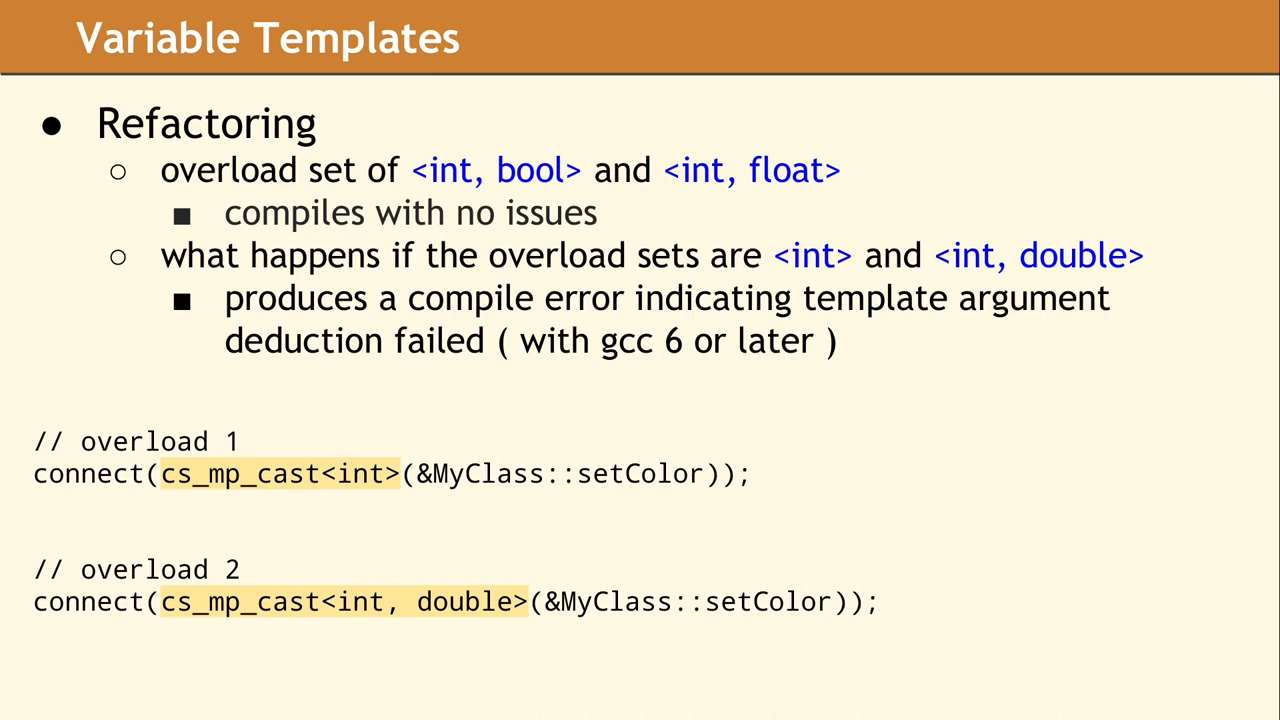 Variable Templates
● Refactoring
○ overload set of <int, bool> and <int, float>
■ compiles with no issues
○ what happens if the overload sets are <int> and <int, double>
■ produces a compile error indicating template argument
deduction failed ( with gcc 6 or later )
// overload 1
connect(cs_mp_cast<int>(&MyClass::setColor));
// overload 2
connect(cs_mp_cast<int, double>(&MyClass::setColor));